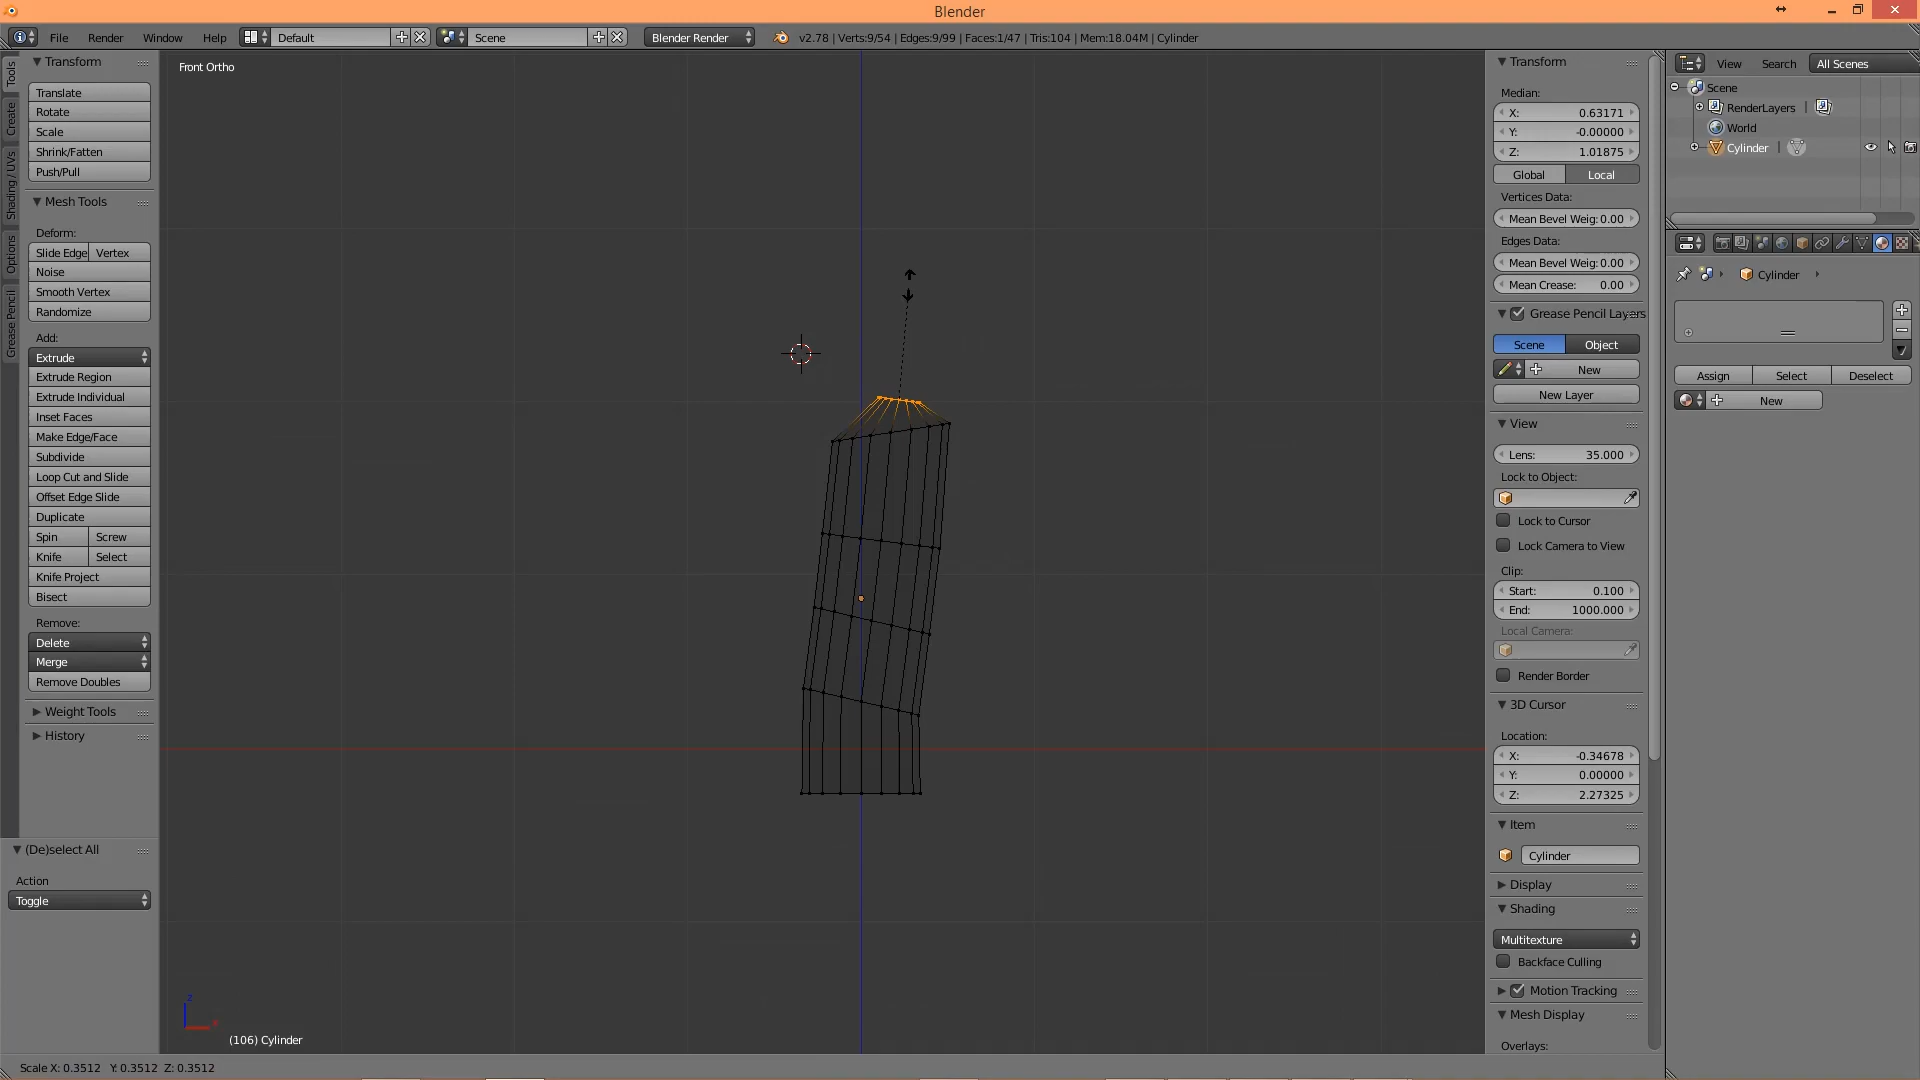 Blender
File Render Window Help Default Scene Blender Render v2.78 | Verts:9/54 | Edges:9/99 | Faces:1/47 | Tris:104 | Mem:18.04M | Cylinder
Tools
Create
Shading / UVs
Options
Grease Pencil
Transform
Translate
Rotate
Scale
Shrink/Fatten
Push/Pull
Mesh Tools
Deform:
Slide Edge Vertex
Noise
Smooth Vertex
Randomize
Add:
Extrude
Extrude Region
Extrude Individual
Inset Faces
Make Edge/Face
Subdivide
Loop Cut and Slide
Offset Edge Slide
Duplicate
Spin Screw
Knife Select
Knife Project
Bisect
Remove:
Delete
Merge
Remove Doubles
Weight Tools
History
(De)select All
Action
Toggle
Front Ortho
z
(106) Cylinder
Scale X: 0.3512 Y: 0.3512 Z: 0.3512
Transform
Median:
X: 0.63171
Y: -0.00000
Z: 1.01875
Global Local
Vertices Data:
Mean Bevel Weig: 0.00
Edges Data:
Mean Bevel Weig: 0.00
Mean Crease: 0.00
Grease Pencil Layers
Scene Object
New
New Layer
View
Lens: 35.000
Lock to Object:
Lock to Cursor
Lock Camera to View
Clip:
Start: 0.100
End: 1000.000
Local Camera:
Render Border
3D Cursor
Location:
X: -0.34678
Y: 0.00000
Z: 2.27325
Item
Cylinder
Display
Shading
Multitexture
Backface Culling
Motion Tracking
Mesh Display
Overlays:
View Search All Scenes
Scene
RenderLayers |
World
Cylinder |
Cylinder
Assign Select Deselect
New